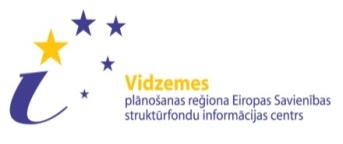 Vidzemes
plānošanas reģiona Eiropas Savienības
struktūrfondu informācijas centrs